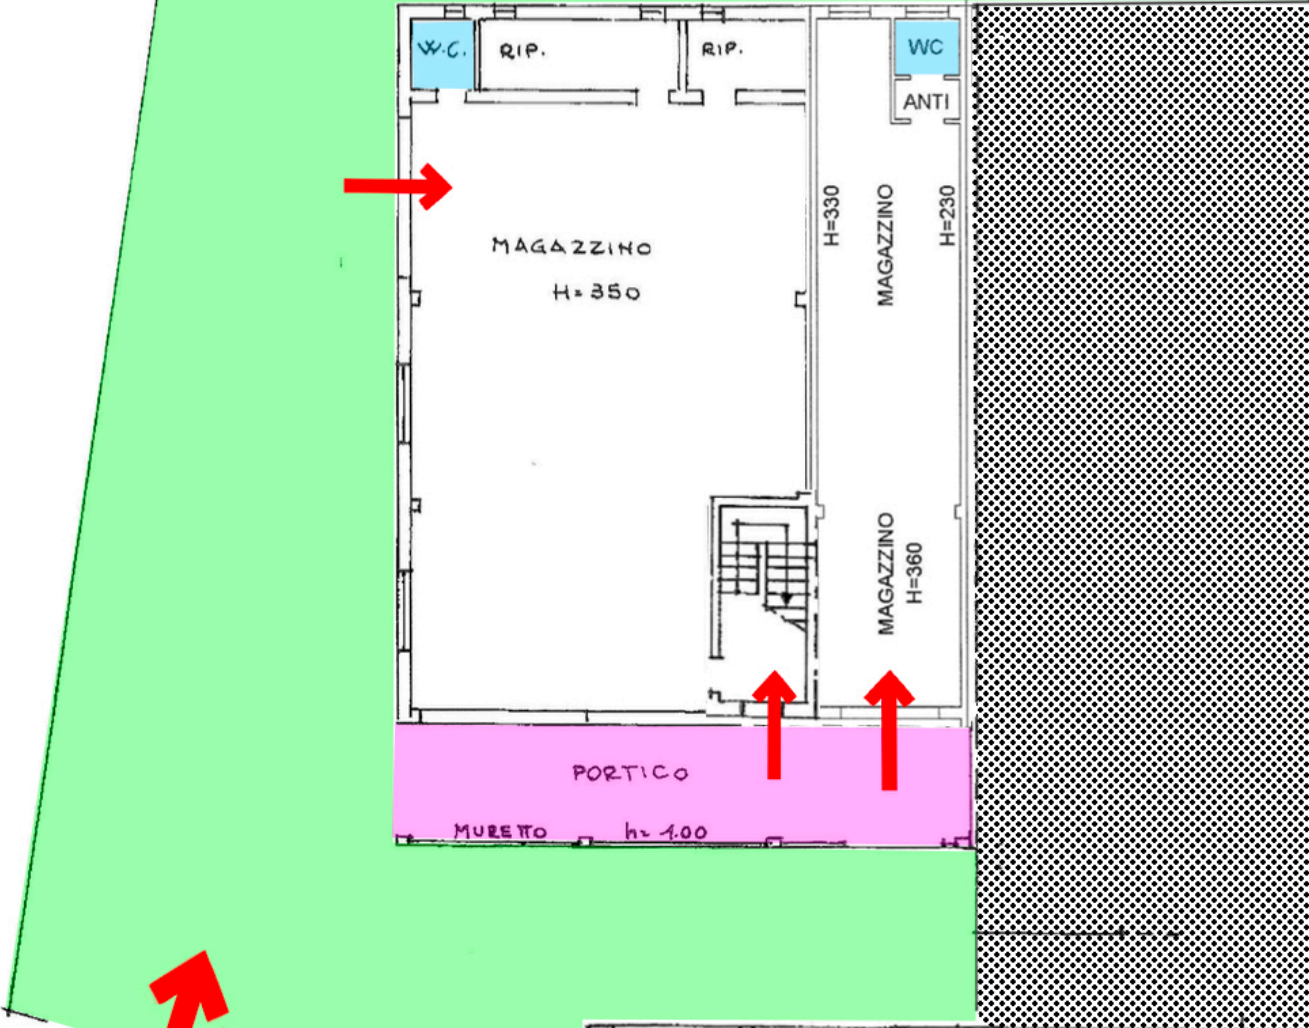 W.C.
RIP.
RIP.
WC
ANTI
MAGAZZINO
H=350
H=330
MAGAZZINO
H=230
MAGAZZINO
H=360
PORTICO
MURETTO h=1.00